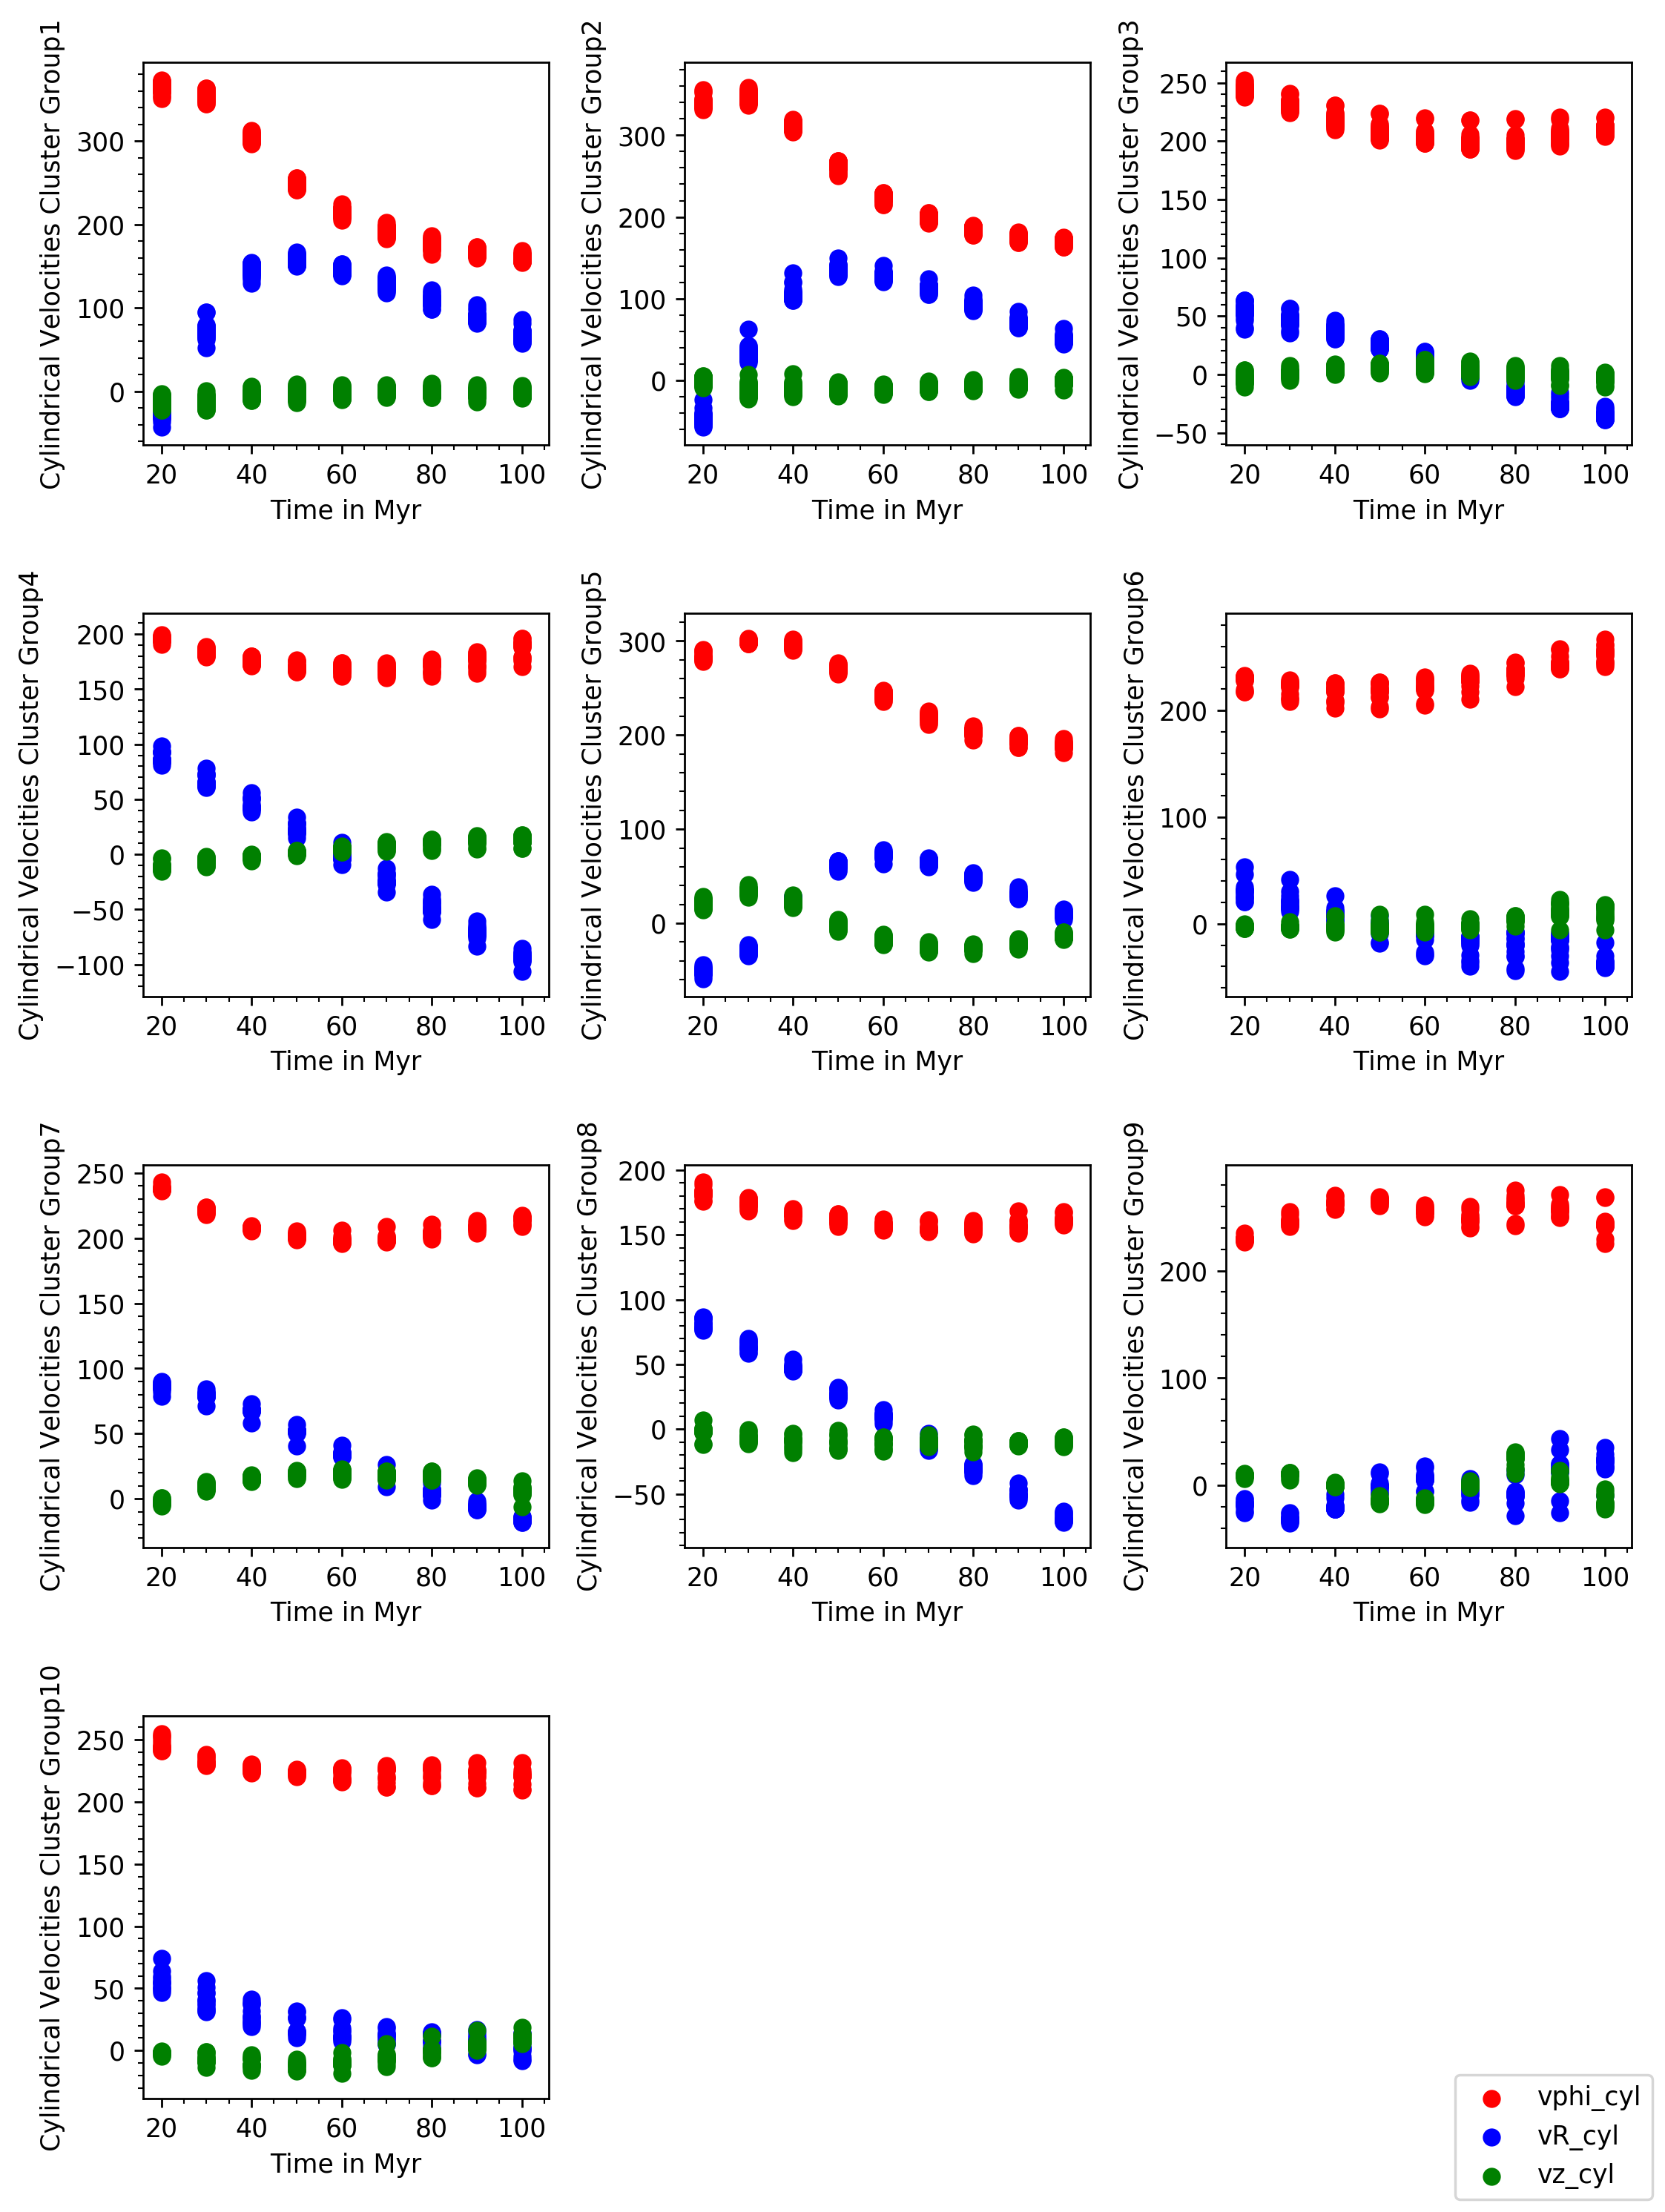 Cylindrical Velocities Cluster Group1
300
200
100
0
20 40 60 80 100
Time in Myr
Cylindrical Velocities Cluster Group2
300
200
100
0
20 40 60 80 100
Time in Myr
Cylindrical Velocities Cluster Group3
250
200
150
100
50
0
−50
20 40 60 80 100
Time in Myr
Cylindrical Velocities Cluster Group4
200
150
100
50
0
−50
−100
20 40 60 80 100
Time in Myr
Cylindrical Velocities Cluster Group5
300
200
100
0
20 40 60 80 100
Time in Myr
Cylindrical Velocities Cluster Group6
200
100
0
20 40 60 80 100
Time in Myr
Cylindrical Velocities Cluster Group7
250
200
150
100
50
0
20 40 60 80 100
Time in Myr
Cylindrical Velocities Cluster Group8
200
150
100
50
0
−50
20 40 60 80 100
Time in Myr
Cylindrical Velocities Cluster Group9
200
100
0
20 40 60 80 100
Time in Myr
Cylindrical Velocities Cluster Group10
250
200
150
100
50
0
20 40 60 80 100
Time in Myr
vphi_cyl
vR_cyl
vz_cyl